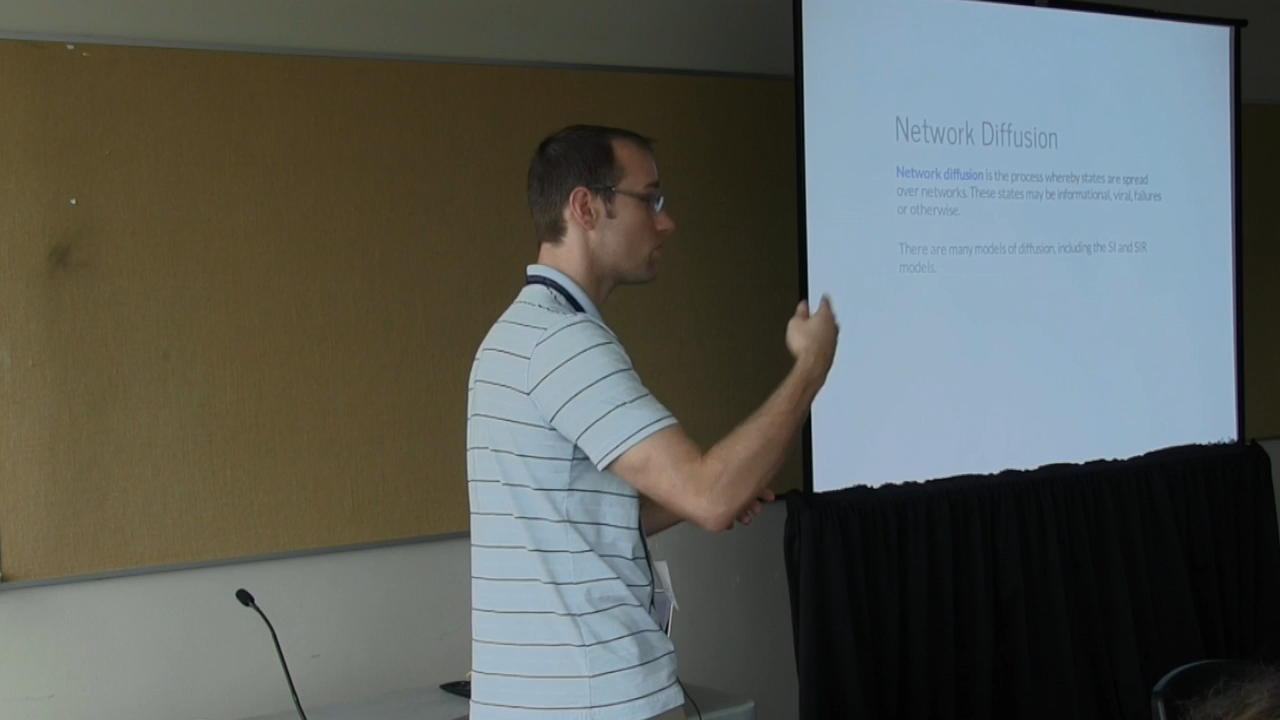 Network Diffusion
Network diffusion is the process whereby states are spread
over networks. These states may be informational, viral, failures
or otherwise.
There are many models of diffusion, including the SI and SIR
models.